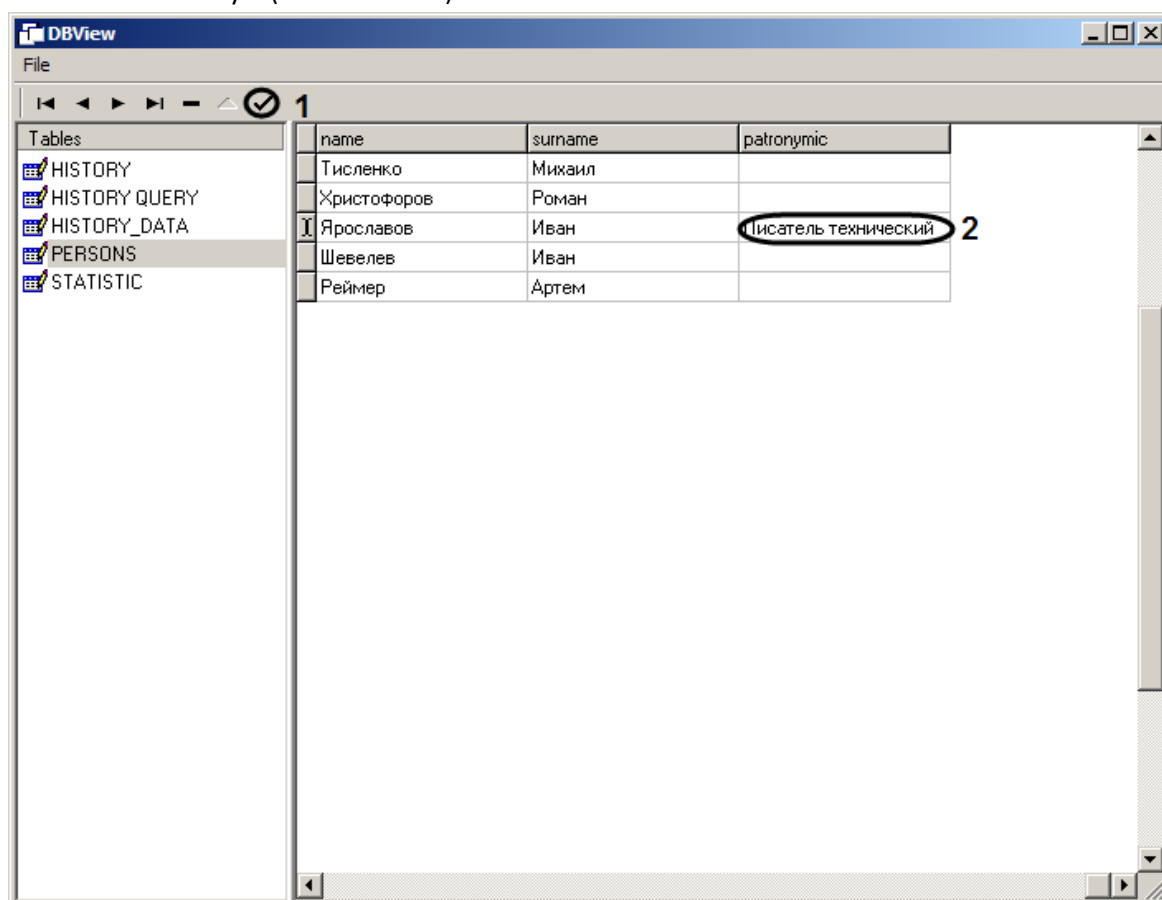 DBView
File
1
Tables
HISTORY
HISTORY QUERY
HISTORY_DATA
PERSONS
STATISTIC
name surname patronymic
Тисленко Михаил
Христофоров Роман
Ярославов Иван Писатель технический 2
Шевелев Иван
Реймер Артем